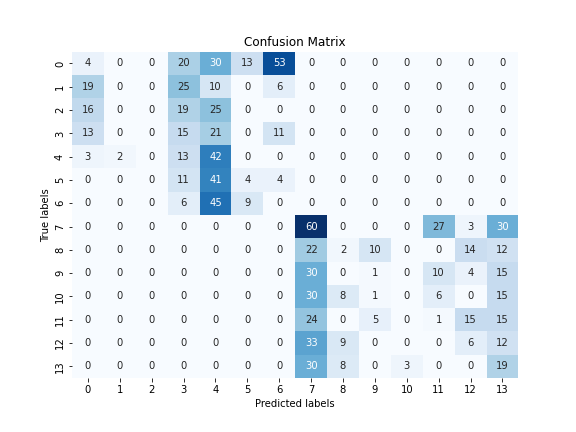 Confusion Matrix
True labels
0 4 0 0 20 30 13 53 0 0 0 0 0 0 0
1 19 0 0 25 10 0 6 0 0 0 0 0 0 0
2 16 0 0 19 25 0 0 0 0 0 0 0 0 0
3 13 0 0 15 21 0 11 0 0 0 0 0 0 0
4 3 2 0 13 42 0 0 0 0 0 0 0 0 0
5 0 0 0 11 41 4 4 0 0 0 0 0 0 0
6 0 0 0 6 45 9 0 0 0 0 0 0 0 0
7 0 0 0 0 0 0 0 60 0 0 0 27 3 30
8 0 0 0 0 0 0 0 22 2 10 0 0 14 12
9 0 0 0 0 0 0 0 30 0 1 0 10 4 15
10 0 0 0 0 0 0 0 30 8 1 0 6 0 15
11 0 0 0 0 0 0 0 24 0 5 0 1 15 15
12 0 0 0 0 0 0 0 33 9 0 0 0 6 12
13 0 0 0 0 0 0 0 30 8 0 3 0 0 19
0 1 2 3 4 5 6 7 8 9 10 11 12 13
Predicted labels